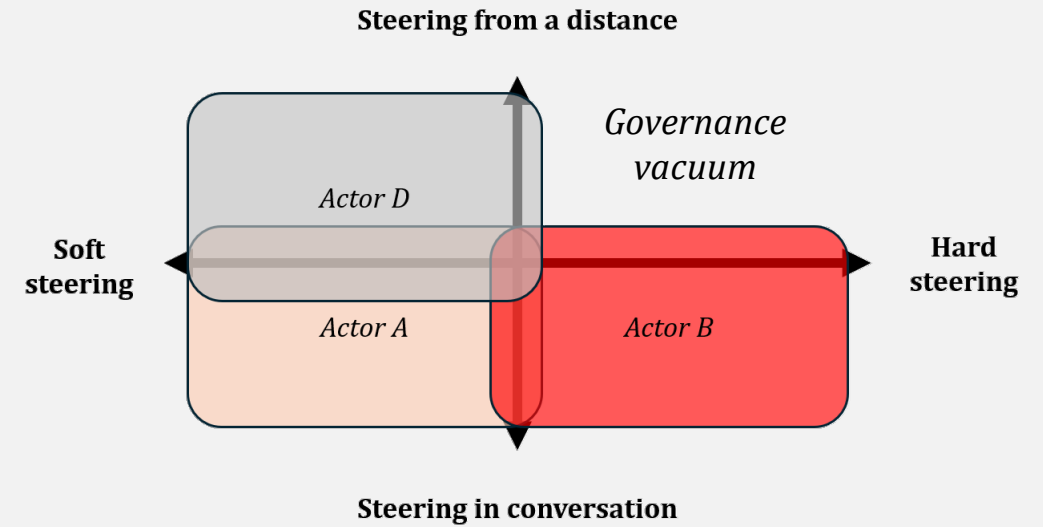 Steering from a distance
Governance
vacuum
Actor D
Soft
steering
Hard
steering
Actor A
Actor B
Steering in conversation